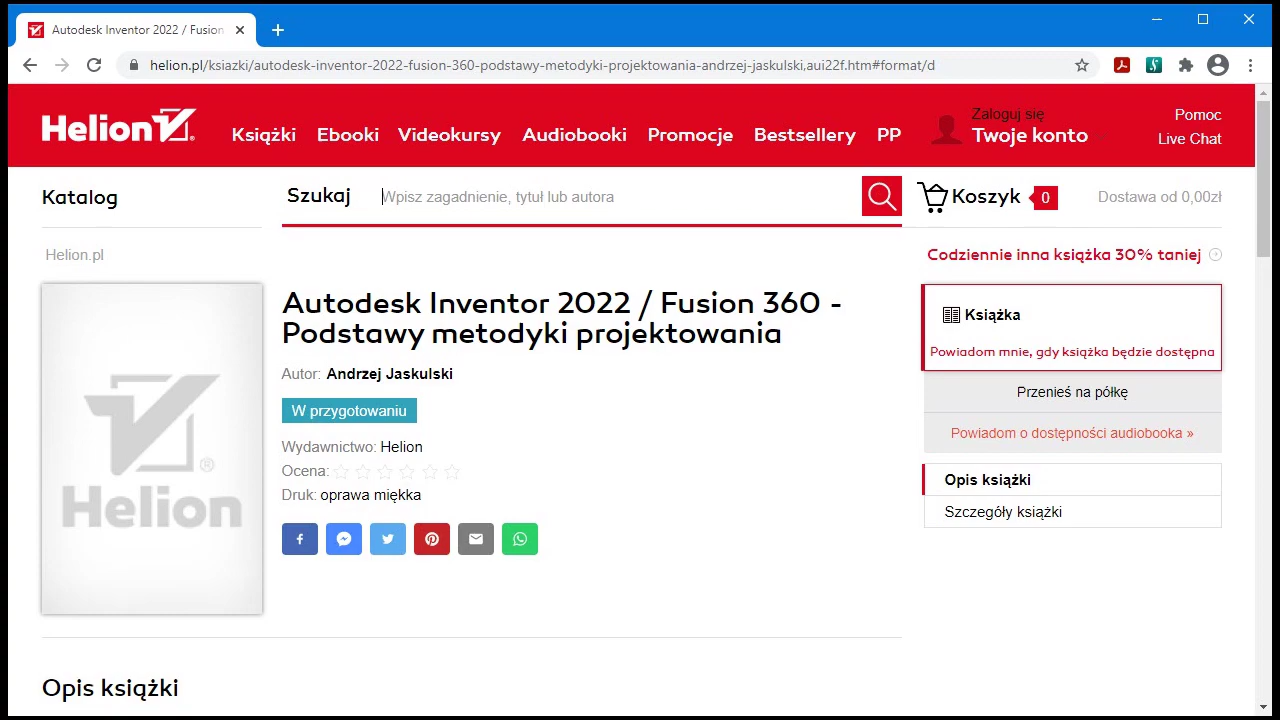 Autodesk Inventor 2022 / Fusion
helion.pl/ksiazki/autodesk-inventor-2022-fusion-360-podstawy-metodyki-projektowania-andrzej-jaskulski,aui22f.htm#format/d
Helion®
Książki Ebooki Videokursy Audiobooki Promocje Bestsellery PP
Zaloguj się
Twoje konto
Pomoc
Live Chat
Katalog
Szukaj Wpisz zagadnienie, tytuł lub autora
Koszyk 0
Dostawa od 0,00zł
Helion.pl
Codziennie inna książka 30% taniej
Helion®
Autodesk Inventor 2022 / Fusion 360 -
Podstawy metodyki projektowania
Autor: Andrzej Jaskulski
W przygotowaniu
Wydawnictwo: Helion
Ocena:
Druk: oprawa miękka
Książka
Powiadom mnie, gdy książka będzie dostępna
Przenieś na półkę
Powiadom o dostępności audiobooka »
Opis książki
Szczegóły książki
Opis książki